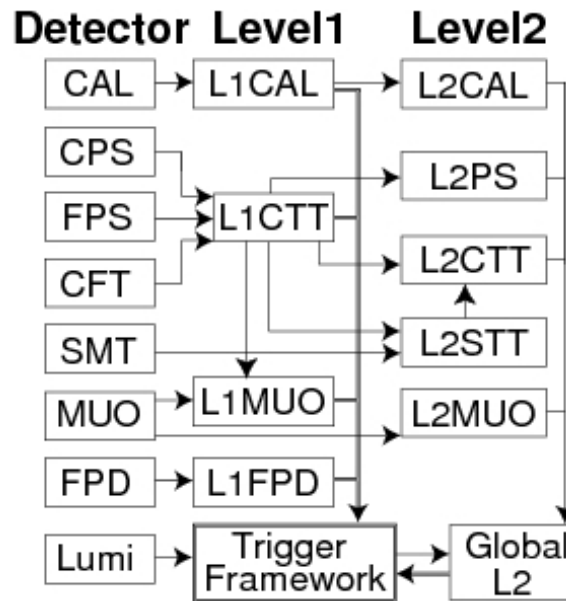 Detector Level1 Level2
CAL L1CAL L2CAL
CPS
L2PS
FPS L1CTT
CFT L2CTT
SMT L2STT
MUO L1MUO L2MUO
FPD L1FPD
Lumi Trigger Global
Framework L2